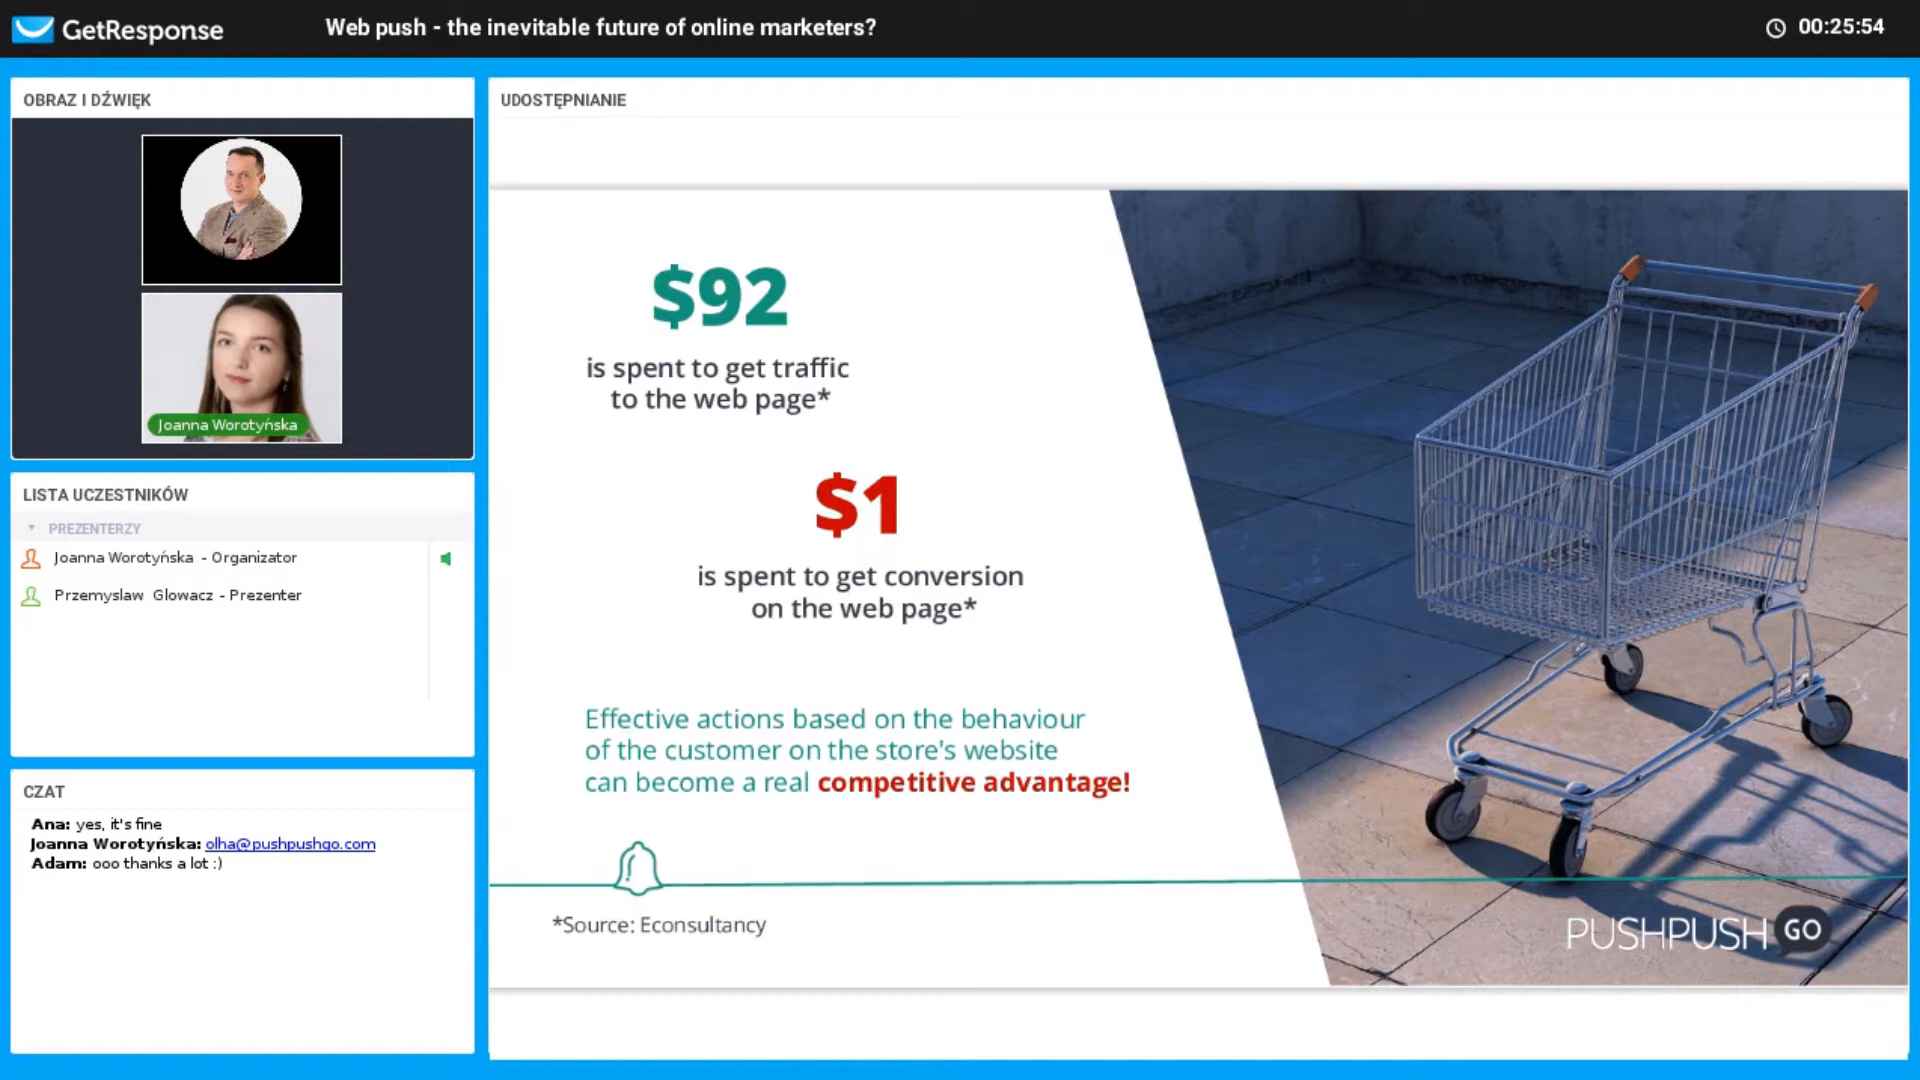 GetResponse
Web push - the inevitable future of online marketers?
00:25:54
OBRAZ I DŹWIĘK
Joanna Worotyńska
LISTA UCZESTNIKÓW
PREZENTERZY
Joanna Worotyńska - Organizator
Przemyslaw Glowacz - Prezenter
CZAT
Ana: yes, it's fine
Joanna Worotyńska: olha@pushpushgo.com
Adam: ooo thanks a lot :)
UDOSTĘPNIANIE
$92
is spent to get traffic
to the web page*
$1
is spent to get conversion
on the web page*
Effective actions based on the behaviour
of the customer on the store's website
can become a real competitive advantage!
*Source: Econsultancy
PUSHPUSH GO